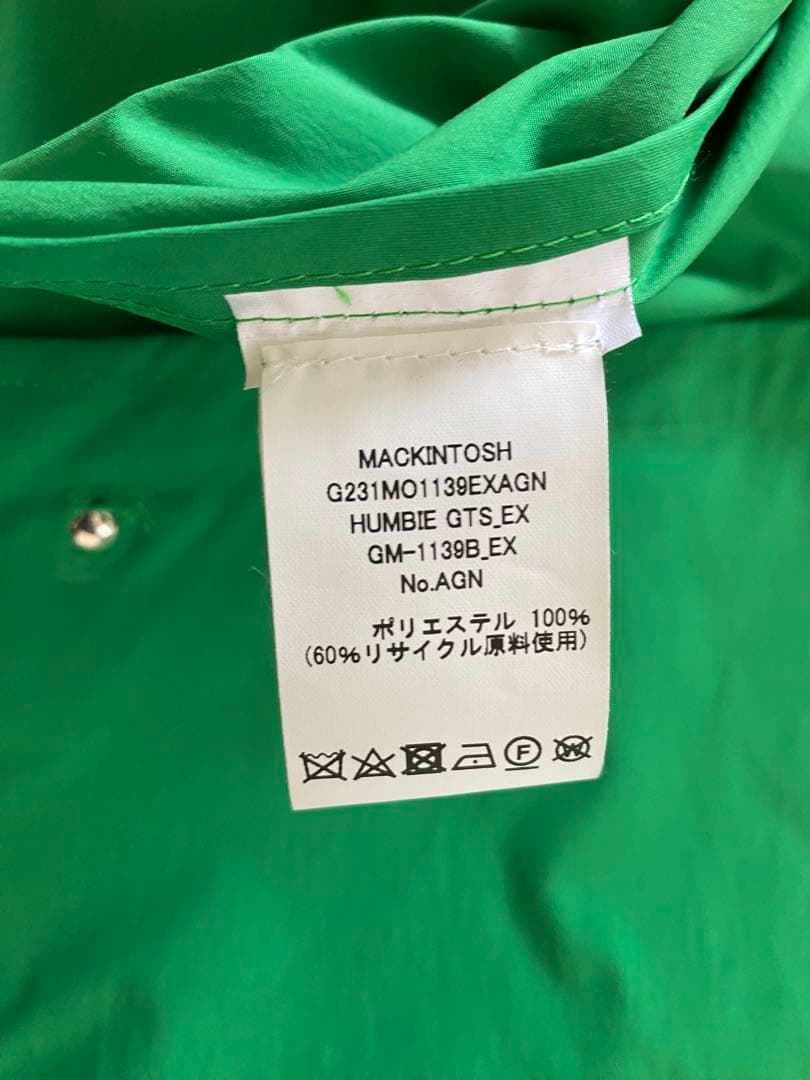 MACKINTOSH
G231MO1139EXAGN
HUMBIE GTS_EX
GM-1139B_EX
No.AGN
ポリエステル 100%
(60%リサイクル原料使用)
F
W